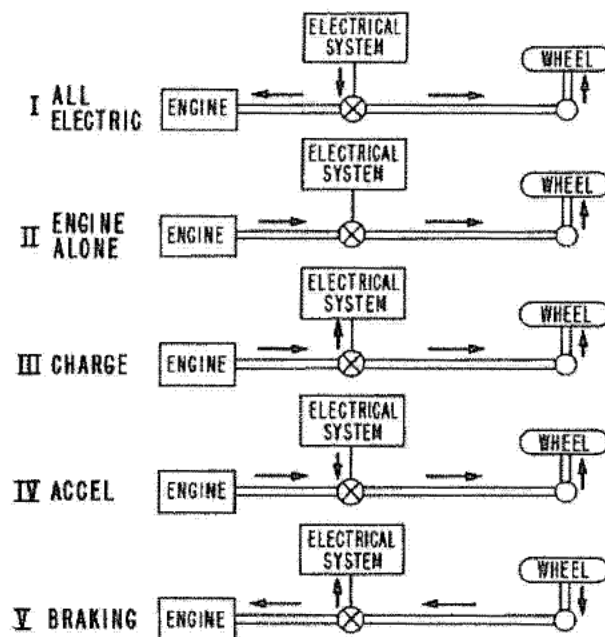 ELECTRICAL
SYSTEM
WHEEL
I ALL
ELECTRIC
ENGINE
ELECTRICAL
SYSTEM
WHEEL
II ENGINE
ALONE
ENGINE
ELECTRICAL
SYSTEM
WHEEL
III CHARGE
ENGINE
ELECTRICAL
SYSTEM
WHEEL
IV ACCEL
ENGINE
ELECTRICAL
SYSTEM
WHEEL
V BRAKING
ENGINE